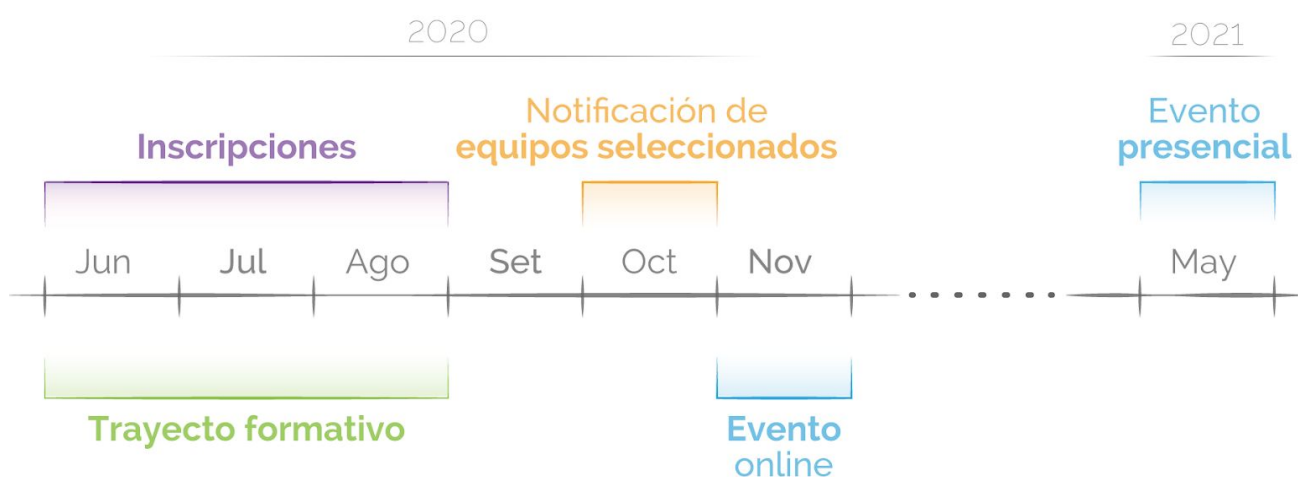 2020
2021
Notificación de
Evento
Inscripciones
equipos seleccionados
presencial
Jun Jul Ago Set Oct Nov May
Trayecto formativo
Evento
online